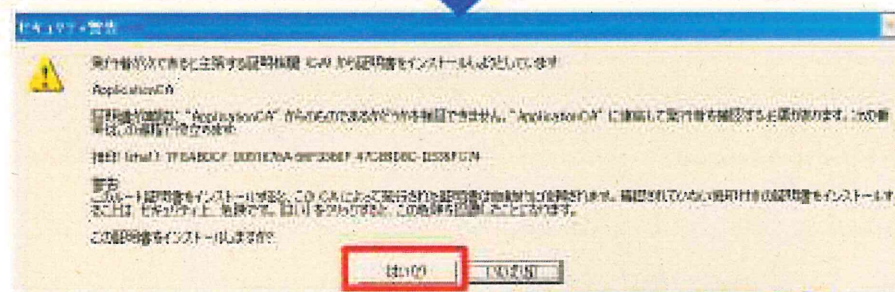 セキュリティ警告
発行者が次であると主張する証明機関 (CA) から証明書をインストールしようとしています:
ApplicationCA
証明書が実際に "ApplicationCA" からのものであるかどうかを検証できません。"ApplicationCA" に連絡して発行者を確認する必要があります。次の番
号はこの過程で役立ちます:
拇印 (sha1):
警告:
このルート証明書をインストールすると、この CA によって発行された証明書は自動的に信頼されます。確認されていない拇印付きの証明書をインストールす
ることは、セキュリティ上、危険です。[はい] をクリックすると、この危険を認識したことになります。
この証明書をインストールしますか?
はい(Y) いいえ(N)